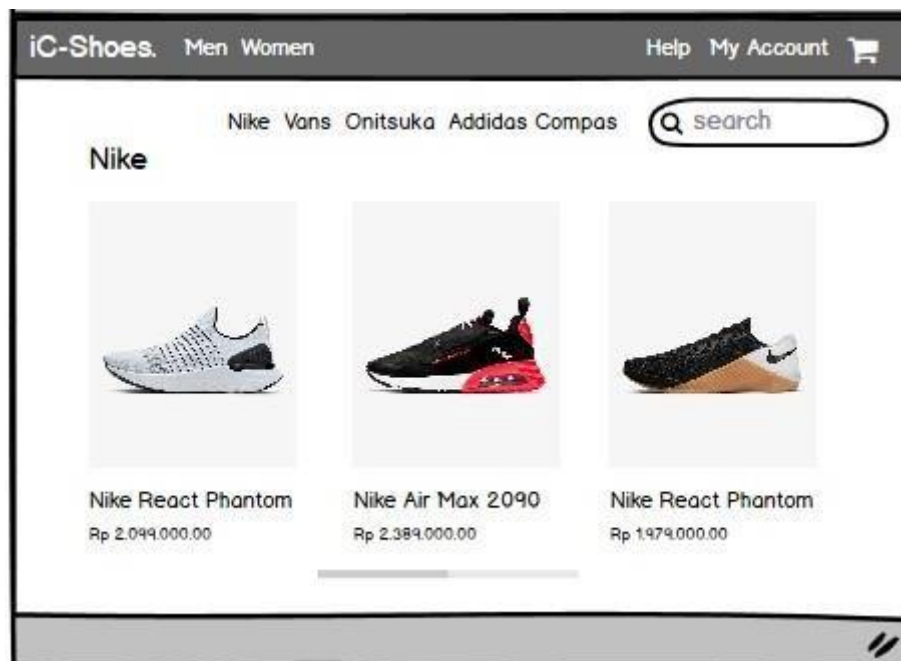 iC-Shoes. Men Women Help My Account
Nike Vans Onitsuka Addidas Compas search
Nike
Nike React Phantom Nike Air Max 2090 Nike React Phantom
Rp 2.099.000.00 Rp 2.389.000.00 Rp 1.979.000.00